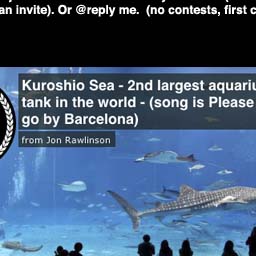 an invite). Or @reply me.  (no contests, first c
Kuroshio Sea - 2nd largest aquariu
tank in the world - (song is Please
go by Barcelona)
from Jon Rawlinson